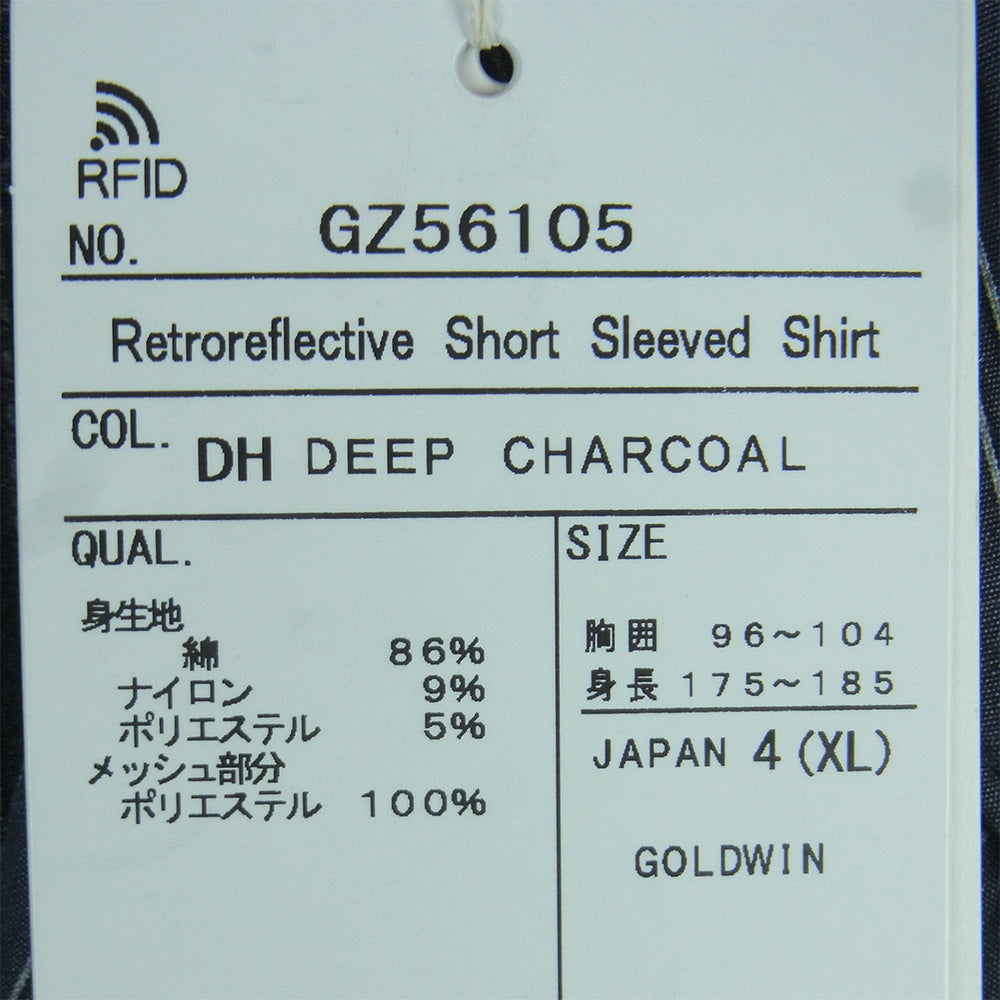 RFID
NO. GZ56105
Retroreflective Short Sleeved Shirt
COL. DH DEEP CHARCOAL
QUAL.
身生地
綿 86%
ナイロン 9%
ポリエステル 5%
メッシュ部分
ポリエステル 100%
SIZE
胸囲 96～104
身長 175～185
JAPAN 4(XL)
GOLDWIN